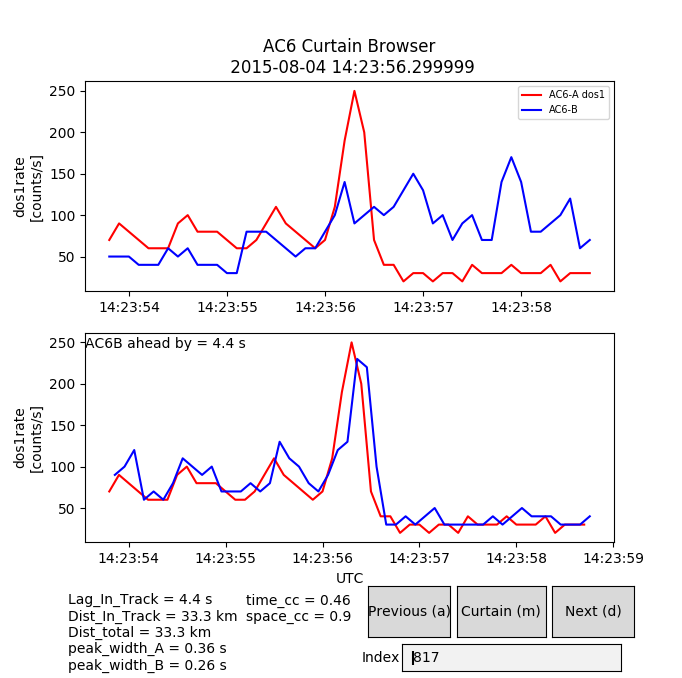 AC6 Curtain Browser
2015-08-04 14:23:56.299999
250
200
150
100
50
dos1rate
[counts/s]
AC6-A dos1
AC6-B
14:23:54 14:23:55 14:23:56 14:23:57 14:23:58
AC6B ahead by = 4.4 s
250
200
150
100
50
dos1rate
[counts/s]
14:23:54 14:23:55 14:23:56 14:23:57 14:23:58 14:23:59
UTC
Lag_In_Track = 4.4 s
Dist_In_Track = 33.3 km
Dist_total = 33.3 km
peak_width_A = 0.36 s
peak_width_B = 0.26 s
time_cc = 0.46
space_cc = 0.9
Previous (a) Curtain (m) Next (d)
Index 817